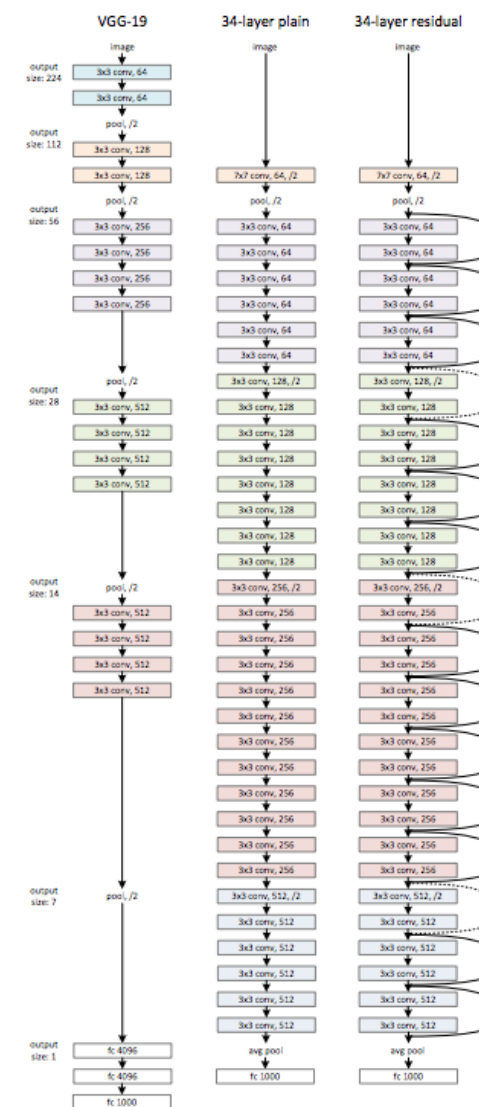 output
size: 224
output
size: 112
output
size: 56
output
size: 28
output
size: 14
output
size: 7
output
size: 1
VGG-19
image
3x3 conv, 64
3x3 conv, 64
pool, /2
3x3 conv, 128
3x3 conv, 128
pool, /2
3x3 conv, 256
3x3 conv, 256
3x3 conv, 256
3x3 conv, 256
pool, /2
3x3 conv, 512
3x3 conv, 512
3x3 conv, 512
3x3 conv, 512
pool, /2
3x3 conv, 512
3x3 conv, 512
3x3 conv, 512
3x3 conv, 512
pool, /2
fc 4096
fc 4096
fc 1000
34-layer plain
image
7x7 conv, 64, /2
pool, /2
3x3 conv, 64
3x3 conv, 64
3x3 conv, 64
3x3 conv, 64
3x3 conv, 64
3x3 conv, 64
3x3 conv, 128, /2
3x3 conv, 128
3x3 conv, 128
3x3 conv, 128
3x3 conv, 128
3x3 conv, 128
3x3 conv, 128
3x3 conv, 128
3x3 conv, 256, /2
3x3 conv, 256
3x3 conv, 256
3x3 conv, 256
3x3 conv, 256
3x3 conv, 256
3x3 conv, 256
3x3 conv, 256
3x3 conv, 256
3x3 conv, 256
3x3 conv, 256
3x3 conv, 256
3x3 conv, 512, /2
3x3 conv, 512
3x3 conv, 512
3x3 conv, 512
3x3 conv, 512
3x3 conv, 512
avg pool
fc 1000
34-layer residual
image
7x7 conv, 64, /2
pool, /2
3x3 conv, 64
3x3 conv, 64
3x3 conv, 64
3x3 conv, 64
3x3 conv, 64
3x3 conv, 64
3x3 conv, 128, /2
3x3 conv, 128
3x3 conv, 128
3x3 conv, 128
3x3 conv, 128
3x3 conv, 128
3x3 conv, 128
3x3 conv, 128
3x3 conv, 256, /2
3x3 conv, 256
3x3 conv, 256
3x3 conv, 256
3x3 conv, 256
3x3 conv, 256
3x3 conv, 256
3x3 conv, 256
3x3 conv, 256
3x3 conv, 256
3x3 conv, 256
3x3 conv, 256
3x3 conv, 512, /2
3x3 conv, 512
3x3 conv, 512
3x3 conv, 512
3x3 conv, 512
3x3 conv, 512
avg pool
fc 1000